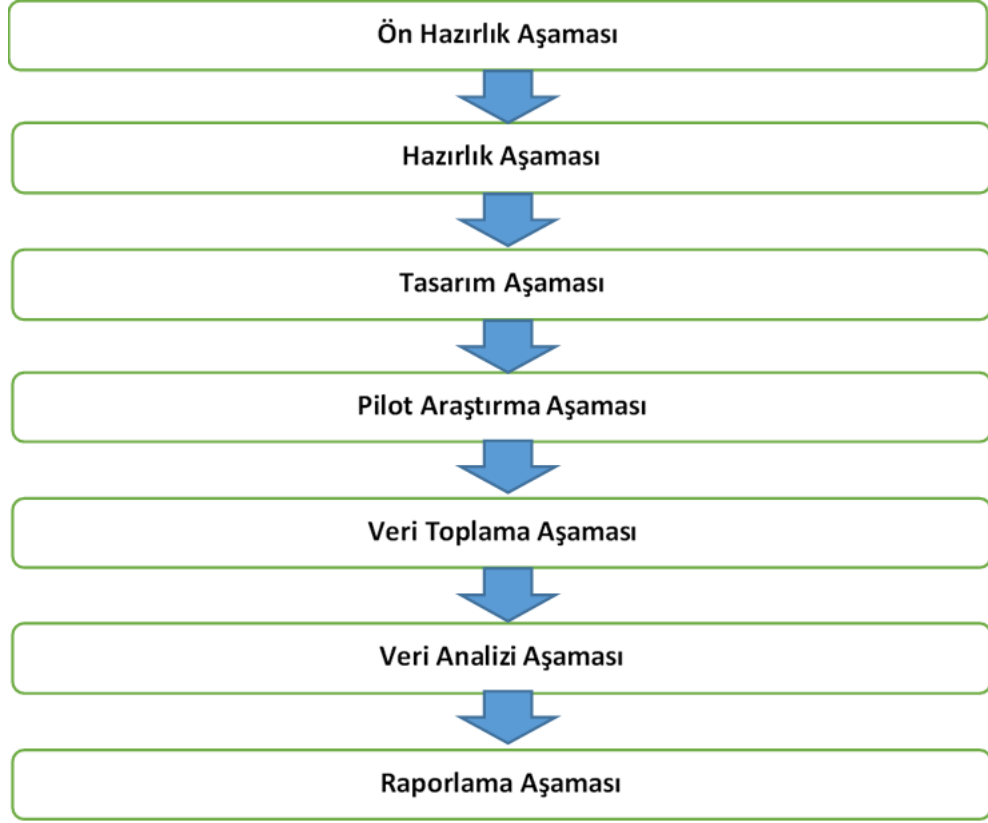 Ön Hazırlık Aşaması
Hazırlık Aşaması
Tasarım Aşaması
Pilot Araştırma Aşaması
Veri Toplama Aşaması
Veri Analizi Aşaması
Raporlama Aşaması